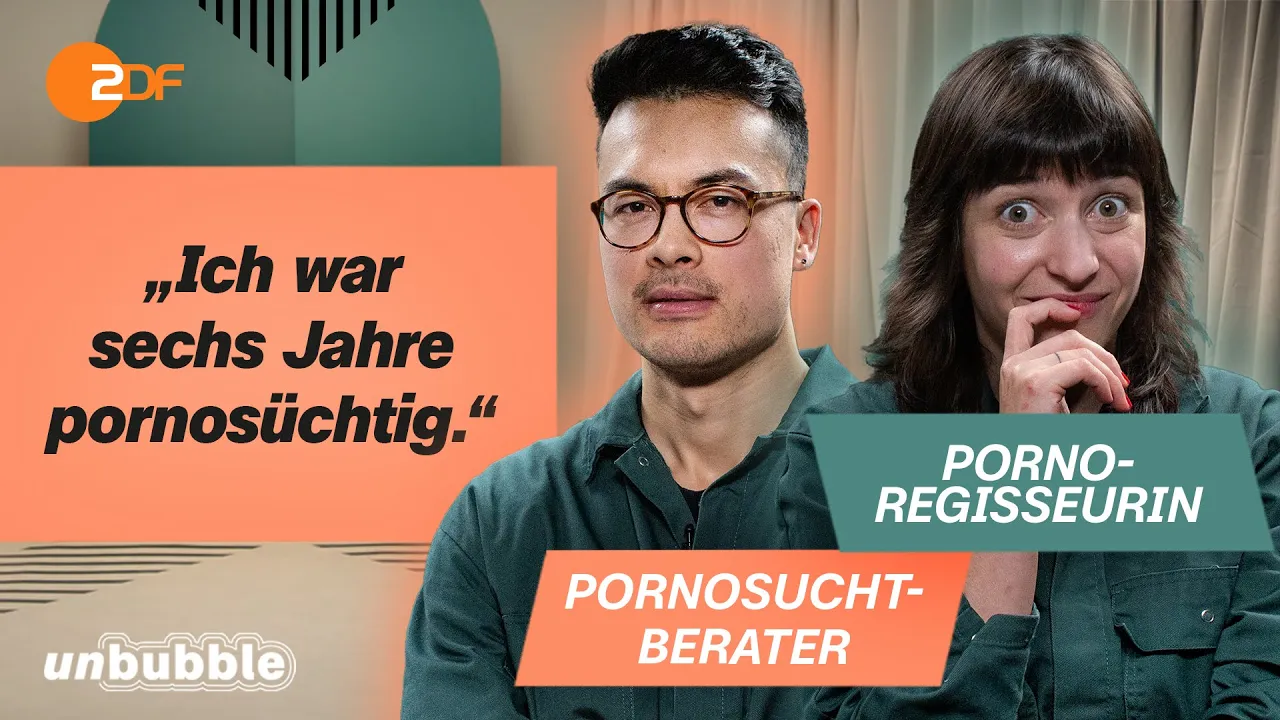 ZDF
„Ich war
sechs Jahre
pornosüchtig.“
PORNO-
REGISSEURIN
PORNOSUCHT-
BERATER
unbubble